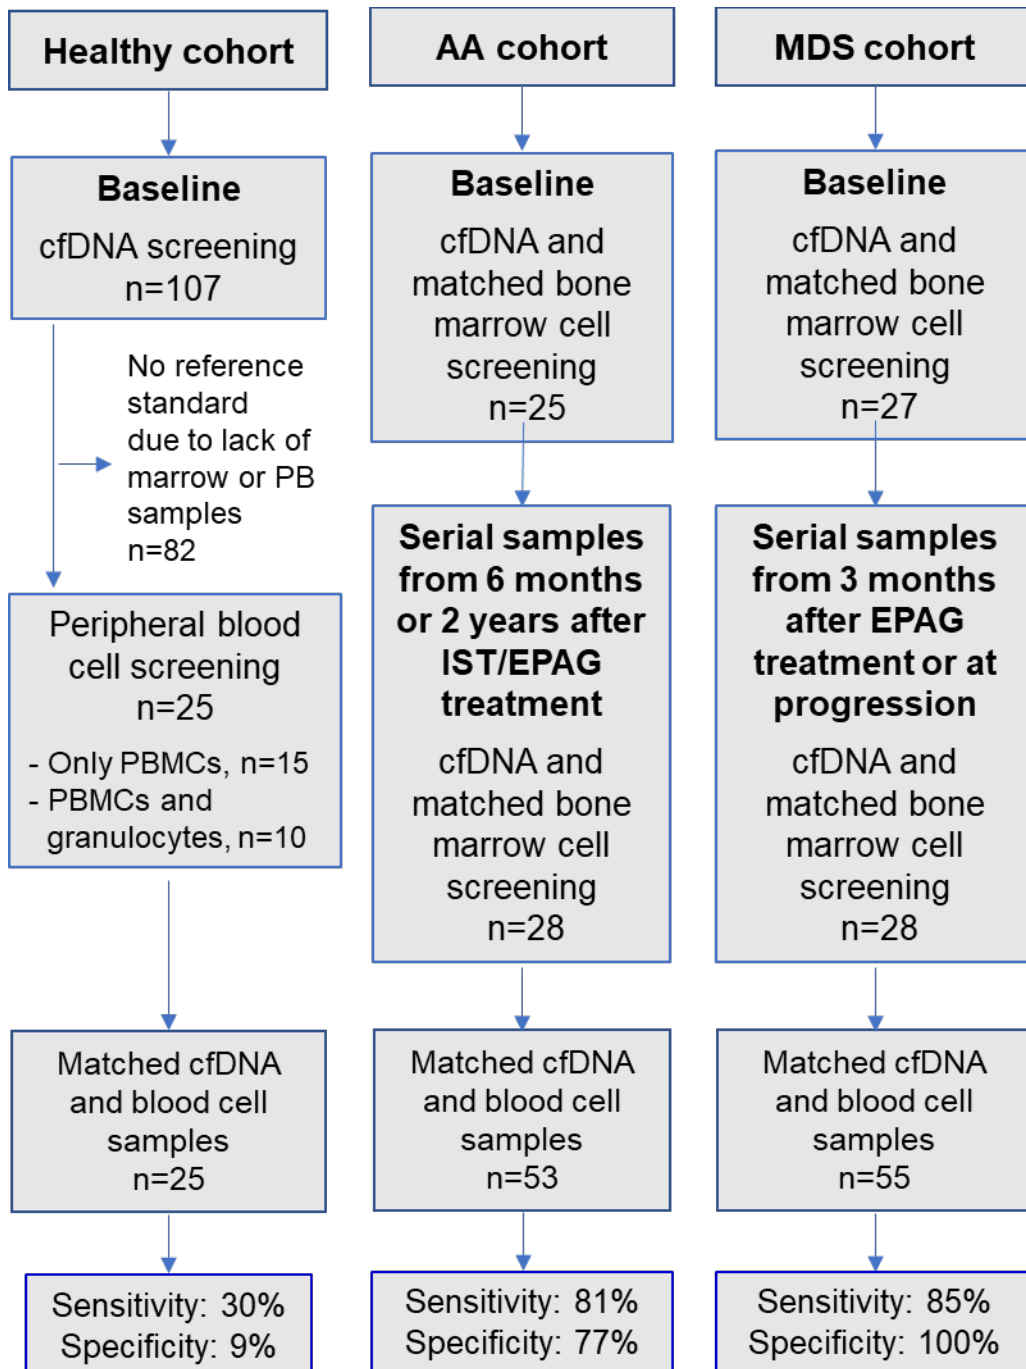 Healthy cohort
Baseline
cfDNA screening
n=107
No reference
standard
due to lack of
marrow or PB
samples
n=82
Peripheral blood
cell screening
n=25
- Only PBMCs, n=15
- PBMCs and
granulocytes, n=10
Matched cfDNA
and blood cell
samples
n=25
Sensitivity: 30%
Specificity: 9%
AA cohort
Baseline
cfDNA and
matched bone
marrow cell
screening
n=25
Serial samples
from 6 months
or 2 years after
IST/EPAG
treatment
cfDNA and
matched bone
marrow cell
screening
n=28
Matched cfDNA
and blood cell
samples
n=53
Sensitivity: 81%
Specificity: 77%
MDS cohort
Baseline
cfDNA and
matched bone
marrow cell
screening
n=27
Serial samples
from 3 months
after EPAG
treatment or at
progression
cfDNA and
matched bone
marrow cell
screening
n=28
Matched cfDNA
and blood cell
samples
n=55
Sensitivity: 85%
Specificity: 100%